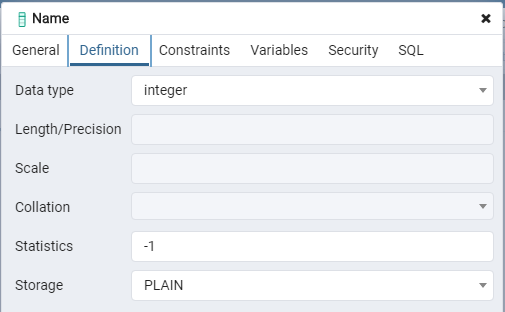 Name
General Definition Constraints Variables Security SQL
Data type integer
Length/Precision
Scale
Collation
Statistics -1
Storage PLAIN